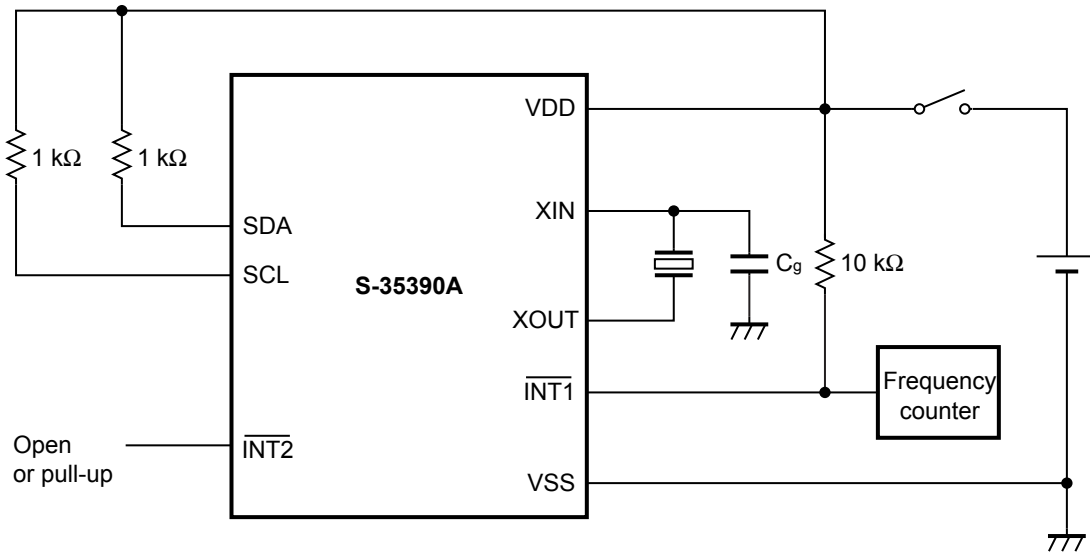 VDD
1 kΩ
1 kΩ
SDA
SCL
XIN
S-35390A
Cg
10 kΩ
XOUT
INT1
Frequency
counter
Open
or pull-up
INT2
VSS